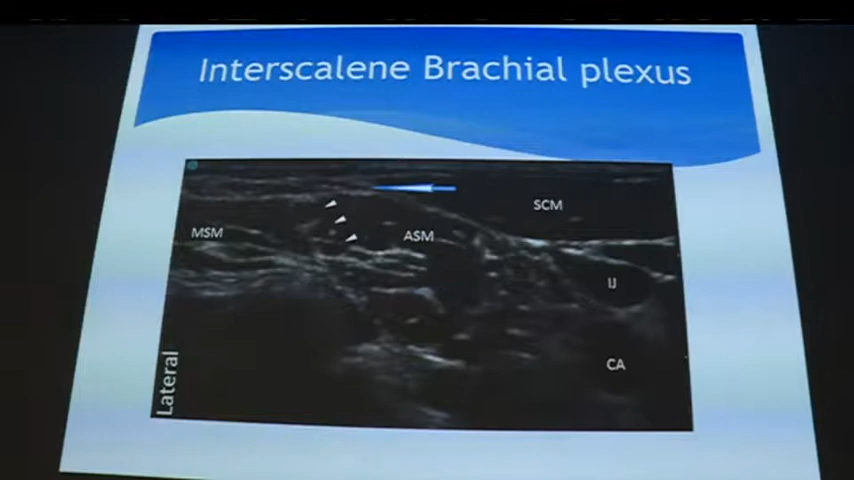 Interscalene Brachial plexus
SCM
MSM
ASM
IJ
CA
Lateral